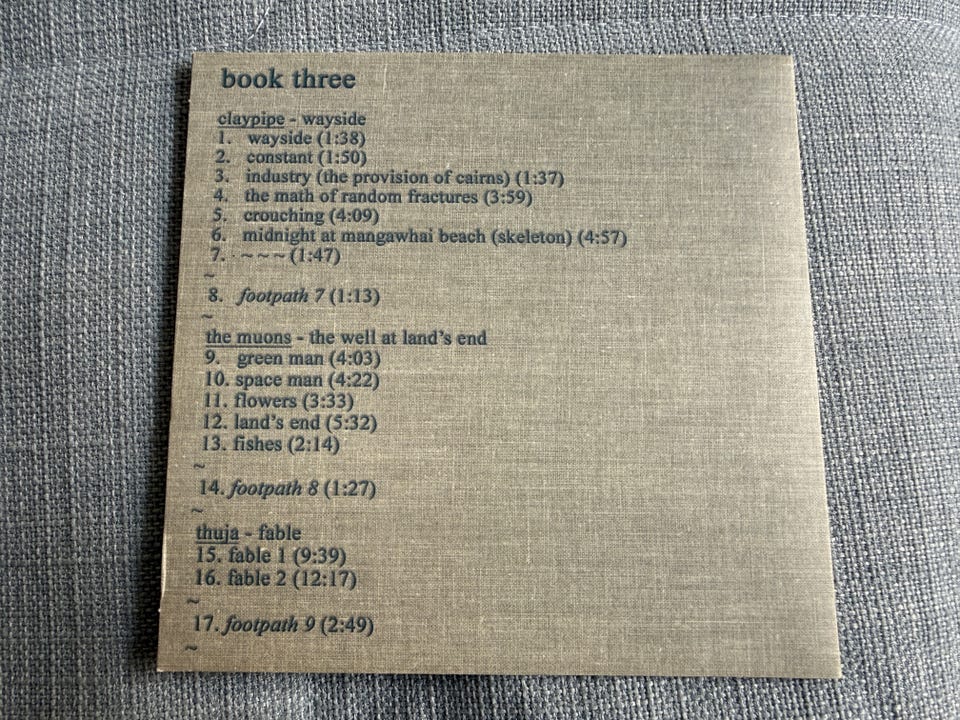 book three
claypipe - wayside
1. wayside (1:38)
2. constant (1:50)
3. industry (the provision of cairns) (1:37)
4. the math of random fractures (3:59)
5. crouching (4:09)
6. midnight at mangawhai beach (skeleton) (4:57)
7. ~ ~ ~ (1:47)
~
8. footpath 7 (1:13)
~
the muons - the well at land's end
9. green man (4:03)
10. space man (4:22)
11. flowers (3:33)
12. land's end (5:32)
13. fishes (2:14)
~
14. footpath 8 (1:27)
~
thuja - fable
15. fable 1 (9:39)
16. fable 2 (12:17)
~
17. footpath 9 (2:49)
~